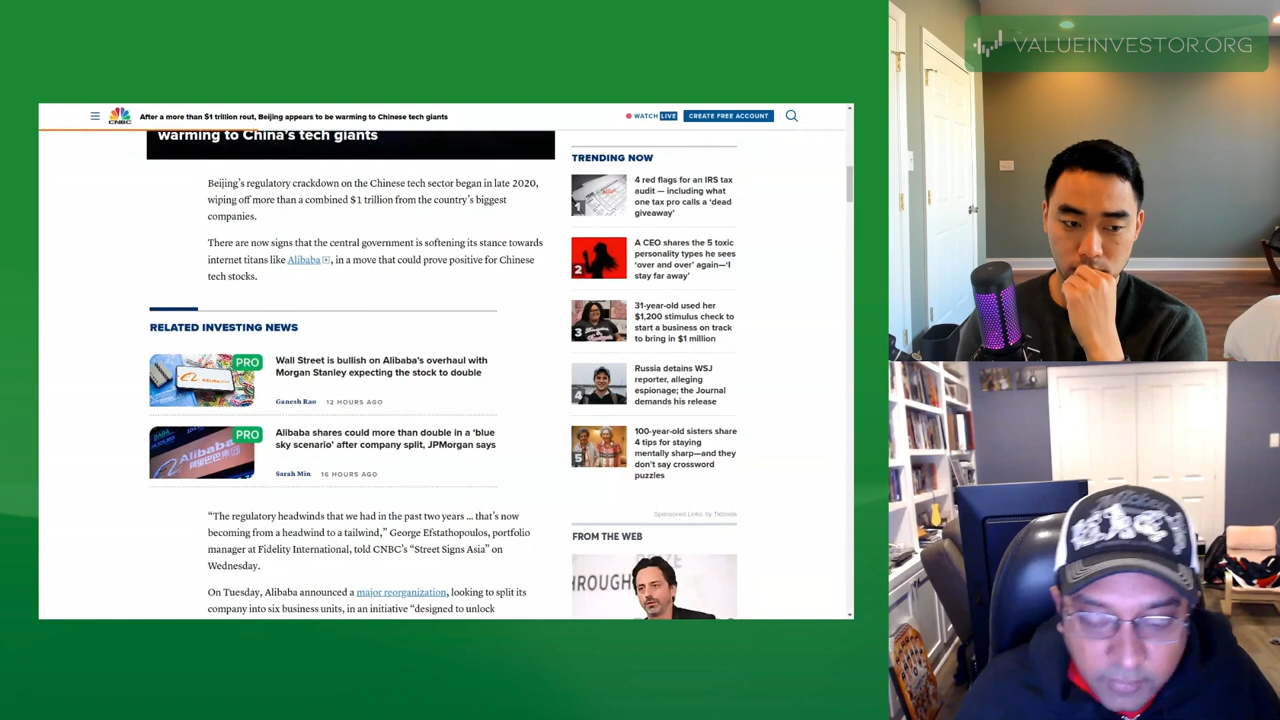 VALUEINVESTOR.ORG
CNBC
After a more than $1 trillion rout, Beijing appears to be warming to Chinese tech giants
WATCH LIVE
CREATE FREE ACCOUNT
warming to China's tech giants
Beijing's regulatory crackdown on the Chinese tech sector began in late 2020,
wiping off more than a combined $1 trillion from the country's biggest
companies.
There are now signs that the central government is softening its stance towards
internet titans like Alibaba, in a move that could prove positive for Chinese
tech stocks.
RELATED INVESTING NEWS
PRO
Wall Street is bullish on Alibaba's overhaul with
Morgan Stanley expecting the stock to double
Ganesh Rao 12 HOURS AGO
PRO
Alibaba
Alibaba shares could more than double in a 'blue
sky scenario' after company split, JPMorgan says
Sarah Min 16 HOURS AGO
“The regulatory headwinds that we had in the past two years … that's now
becoming from a headwind to a tailwind,” George Efstathopoulos, portfolio
manager at Fidelity International, told CNBC's “Street Signs Asia” on
Wednesday.
On Tuesday, Alibaba announced a major reorganization, looking to split its
company into six business units, in an initiative “designed to unlock
TRENDING NOW
1
4 red flags for an IRS tax
audit — including what
one tax pro calls a 'dead
giveaway'
2
A CEO shares the 5 toxic
personality types he sees
'over and over' again—'I
stay far away'
3
31-year-old used her
$1,200 stimulus check to
start a business on track
to bring in $1 million
4
Russia detains WSJ
reporter, alleging
espionage; the Journal
demands his release
5
100-year-old sisters share
4 tips for staying
mentally sharp—and they
don't say crossword
puzzles
Sponsored Links by Taboola
FROM THE WEB